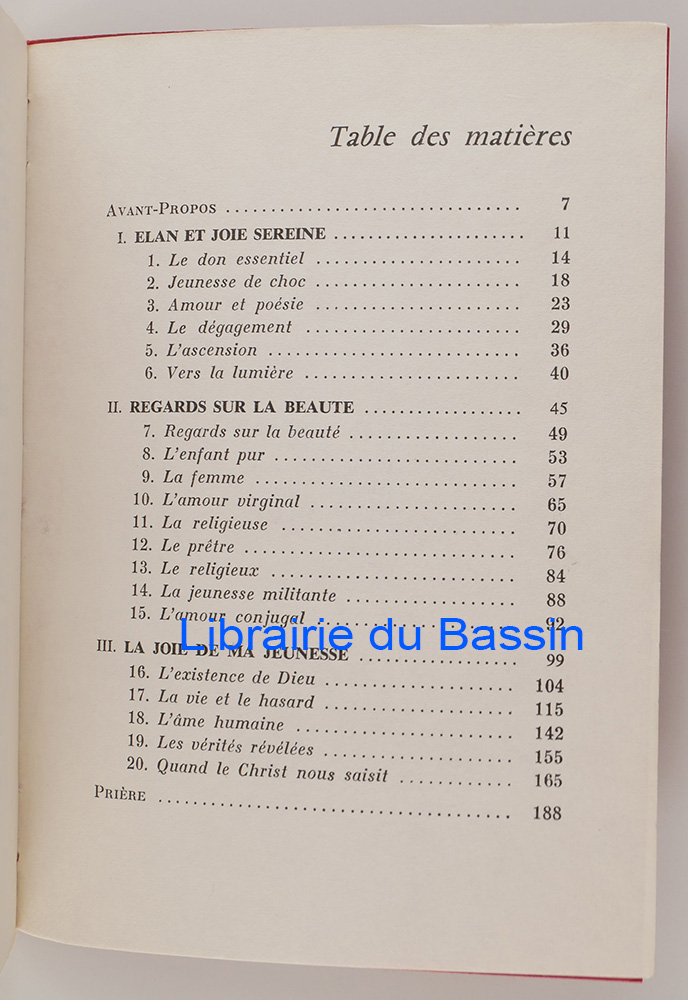 Table des matières
AVANT-PROPOS ................................ 7
I. ELAN ET JOIE SEREINE ..................... 11
1. Le don essentiel ....................... 14
2. Jeunesse de choc ....................... 18
3. Amour et poésie ....................... 23
4. Le dégagement ........................ 29
5. L'ascension ............................ 36
6. Vers la lumière ........................ 40
II. REGARDS SUR LA BEAUTE .................. 45
7. Regards sur la beauté ................... 49
8. L'enfant pur ............................ 53
9. La femme .............................. 57
10. L'amour virginal ....................... 65
11. La religieuse .......................... 70
12. Le prêtre .............................. 76
13. Le religieux ........................... 84
14. La jeunesse militante ................... 88
15. L'amour conjugal ...................... 92
Librairie du Bassin
III. LA JOIE DE MA JEUNESSE .................. 99
16. L'existence de Dieu ..................... 104
17. La vie et le hasard ..................... 115
18. L'âme humaine ........................ 142
19. Les vérités révélées ..................... 155
20. Quand le Christ nous saisit ............. 165
PRIÈRE ........................................ 188